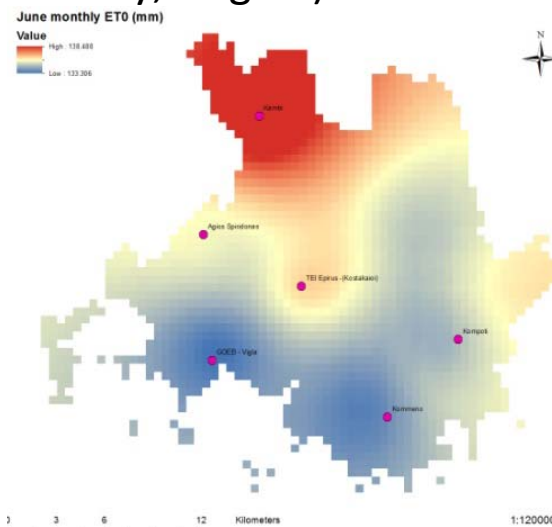 June monthly ET0 (mm)
Value
High : 138.488
Low : 133.306
N
Kambi
Agios Spiridonas
TEI Epirus -(Kostakioi)
Kompoti
GOEB - Vigla
Kommeno
0 3 6 12 Kilometers
1:120000